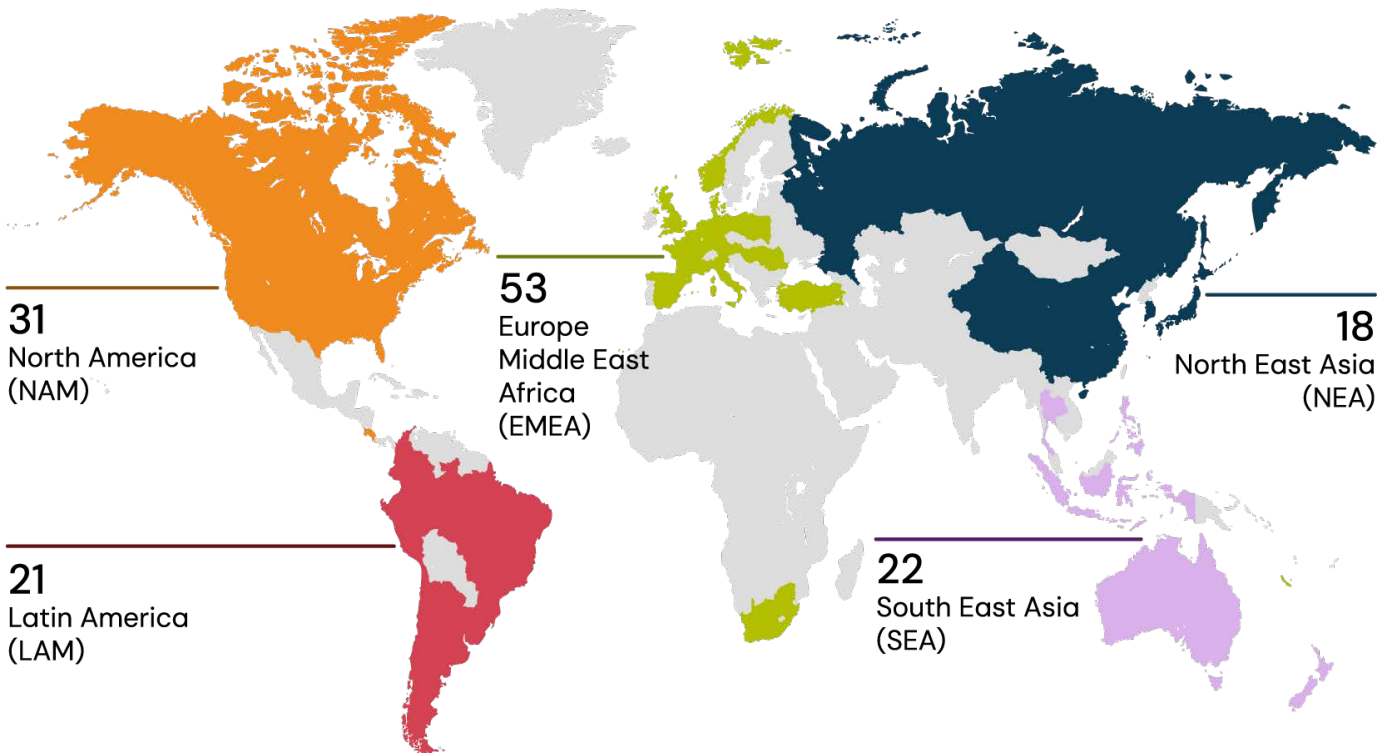 31
North America
(NAM)
53
Europe
Middle East
Africa
(EMEA)
18
North East Asia
(NEA)
21
Latin America
(LAM)
22
South East Asia
(SEA)